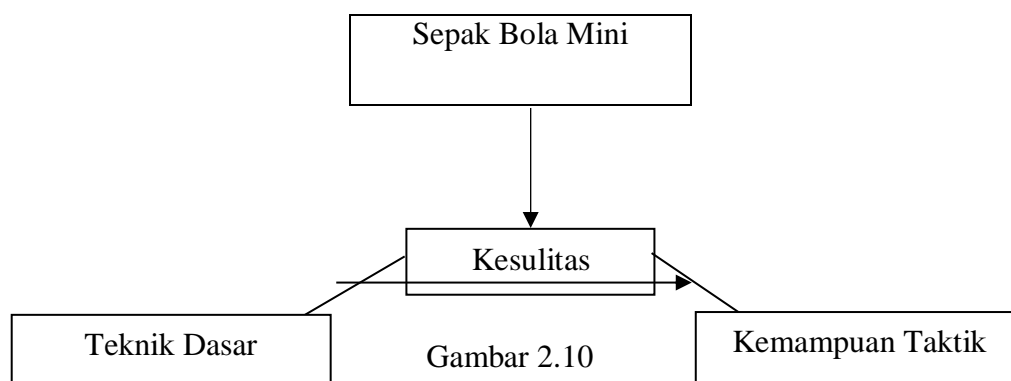 Sepak Bola Mini
Kesulitas
Teknik Dasar
Gambar 2.10
Kemampuan Taktik